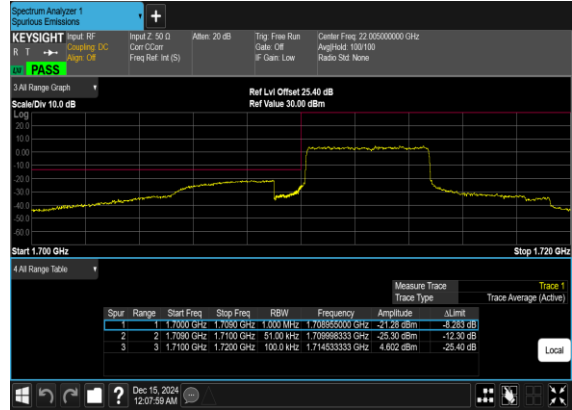 Spectrum Analyzer 1
Spurious Emissions
+
KEYSIGHT Input: RF Input Z: 50 Ω Atten: 20 dB Trig: Free Run Center Freq: 22.005000000 GHz
R T Coupling: DC Corr CCorr Gate: Off Avg|Hold: 100/100
Align: Off Freq Ref: Int (S) IF Gain: Low Radio Std: None
PASS
3 All Range Graph Ref Lvl Offset 25.40 dB
Scale/Div 10.0 dB Ref Value 30.00 dBm
Log
20.0
10.0
0.00
-10.0
-20.0
-30.0
-40.0
-50.0
-60.0
Start 1.700 GHz Stop 1.720 GHz
4 All Range Table
Measure Trace Trace 1
Trace Type Trace Average (Active)
Spur Range Start Freq Stop Freq RBW Frequency Amplitude ΔLimit
1 1 1.7000 GHz 1.7090 GHz 1.000 MHz 1.708955000 GHz -21.28 dBm -8.283 dB
2 2 1.7090 GHz 1.7100 GHz 51.00 kHz 1.709998333 GHz -25.30 dBm -12.30 dB
3 3 1.7100 GHz 1.7200 GHz 100.0 kHz 1.714533333 GHz 4.602 dBm -25.40 dB
Local
? Dec 15, 2024
12:07:59 AM